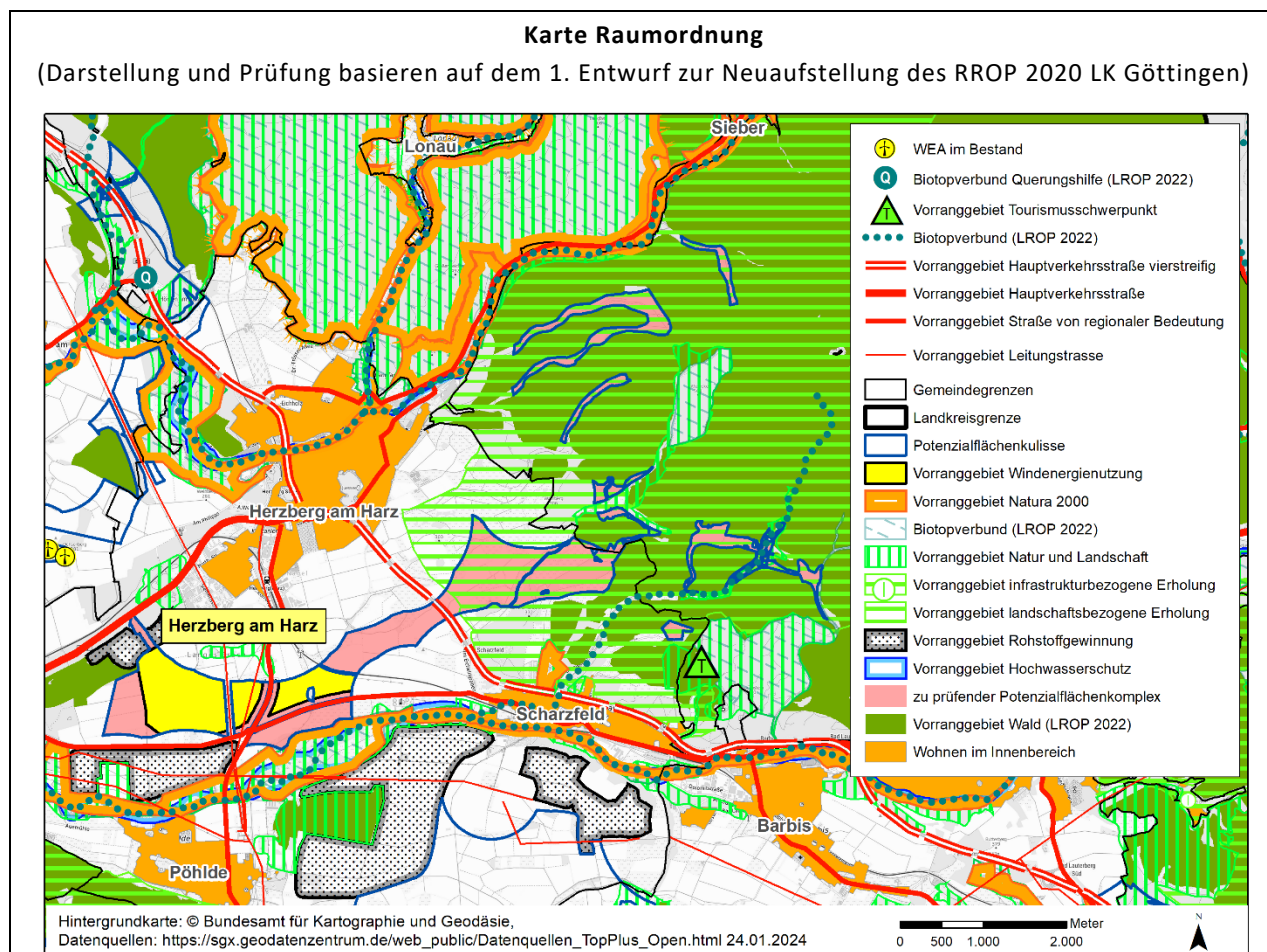 Karte Raumordnung
(Darstellung und Prüfung basieren auf dem 1. Entwurf zur Neuaufstellung des RROP 2020 LK Göttingen)
Sieber
Lonau
WEA im Bestand
Q Biotopverbund Querungshilfe (LROP 2022)
T Vorranggebiet Tourismusschwerpunkt
Biotopverbund (LROP 2022)
Vorranggebiet Hauptverkehrsstraße vierstreifig
Vorranggebiet Hauptverkehrsstraße
Vorranggebiet Straße von regionaler Bedeutung
Vorranggebiet Leitungstrasse
Gemeindegrenzen
Landkreisgrenze
Potenzialflächenkulisse
Vorranggebiet Windenergienutzung
Vorranggebiet Natura 2000
Biotopverbund (LROP 2022)
Vorranggebiet Natur und Landschaft
Vorranggebiet infrastrukturbezogene Erholung
Vorranggebiet landschaftsbezogene Erholung
Vorranggebiet Rohstoffgewinnung
Vorranggebiet Hochwasserschutz
zu prüfender Potenzialflächenkomplex
Vorranggebiet Wald (LROP 2022)
Wohnen im Innenbereich
Q
Eichholz
Herzberg am Harz
Herzberg am Harz
Scharzfeld
T
Scharzfeld
Barbis
Pöhlde
Hintergrundkarte: © Bundesamt für Kartographie und Geodäsie,
Datenquellen: https://sgx.geodatenzentrum.de/web_public/Datenquellen_TopPlus_Open.html 24.01.2024
Meter
0 500 1.000 2.000
N